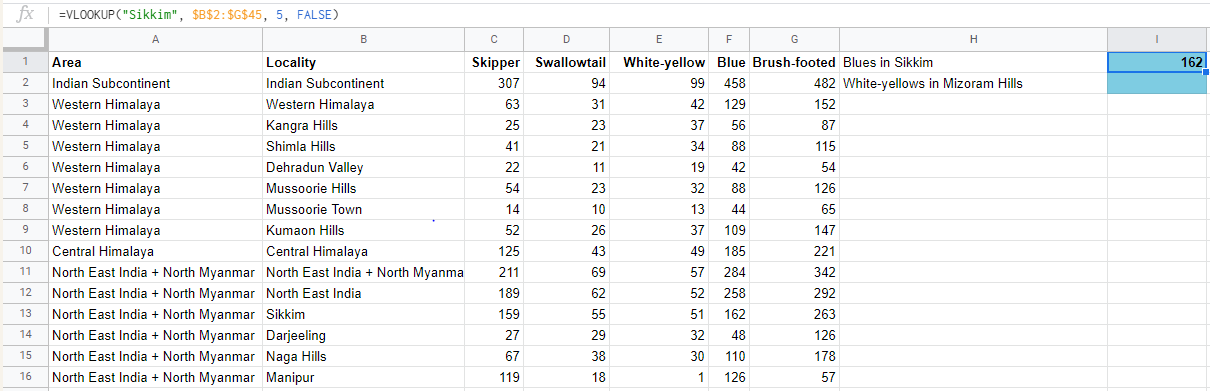 fx =VLOOKUP("Sikkim", $B$2:$G$45, 5, FALSE)
A B C D E F G H I
1 Area Locality Skipper Swallowtail White-yellow Blue Brush-footed Blues in Sikkim 162
2 Indian Subcontinent Indian Subcontinent 307 94 99 458 482 White-yellows in Mizoram Hills
3 Western Himalaya Western Himalaya 63 31 42 129 152
4 Western Himalaya Kangra Hills 25 23 37 56 87
5 Western Himalaya Shimla Hills 41 21 34 88 115
6 Western Himalaya Dehradun Valley 22 11 19 42 54
7 Western Himalaya Mussoorie Hills 54 23 32 88 126
8 Western Himalaya Mussoorie Town 14 10 13 44 65
9 Western Himalaya Kumaon Hills 52 26 37 109 147
10 Central Himalaya Central Himalaya 125 43 49 185 221
11 North East India + North Myanmar North East India + North Myanma 211 69 57 284 342
12 North East India + North Myanmar North East India 189 62 52 258 292
13 North East India + North Myanmar Sikkim 159 55 51 162 263
14 North East India + North Myanmar Darjeeling 27 29 32 48 126
15 North East India + North Myanmar Naga Hills 67 38 30 110 178
16 North East India + North Myanmar Manipur 119 18 1 126 57